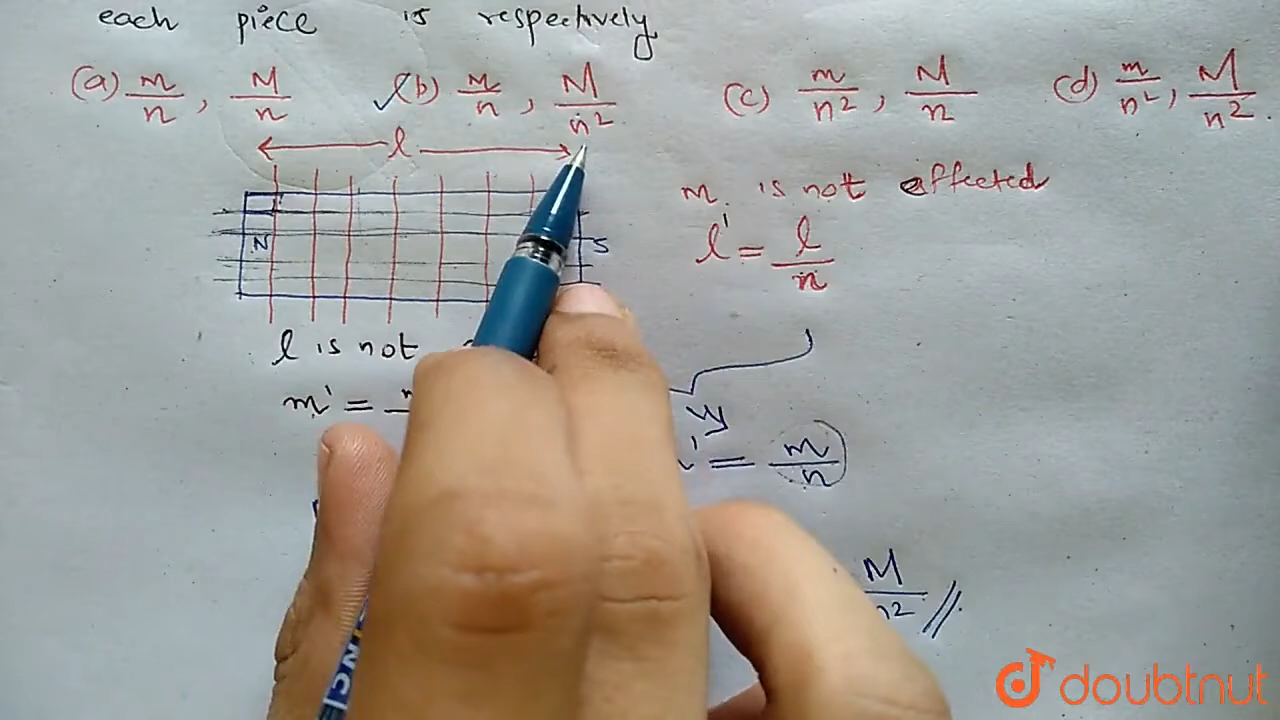 each piece is respectively
(a) m/n , M/n (b) m/n , M/n² (c) m/n² , M/n (d) m/n² , M/n².
l
N S
m is not affected
l' = l/n
l is not
m' =
= m/n
M/n² //
doubtnut